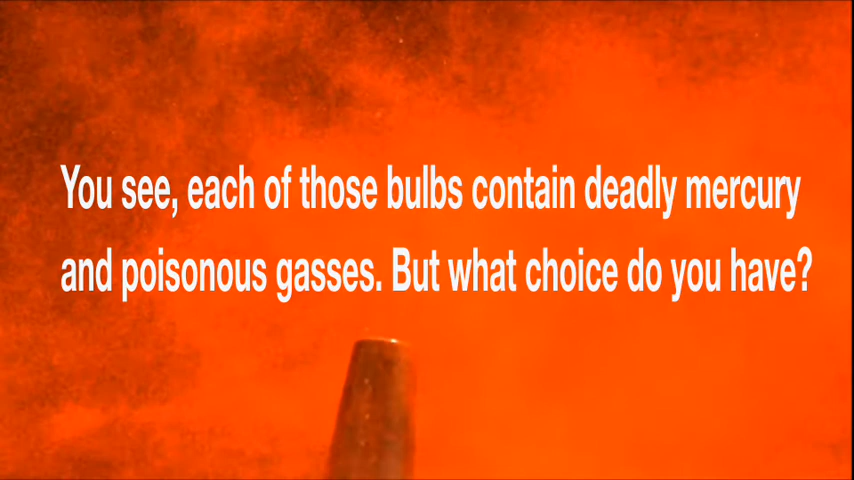 You see, each of those bulbs contain deadly mercury
and poisonous gasses. But what choice do you have?